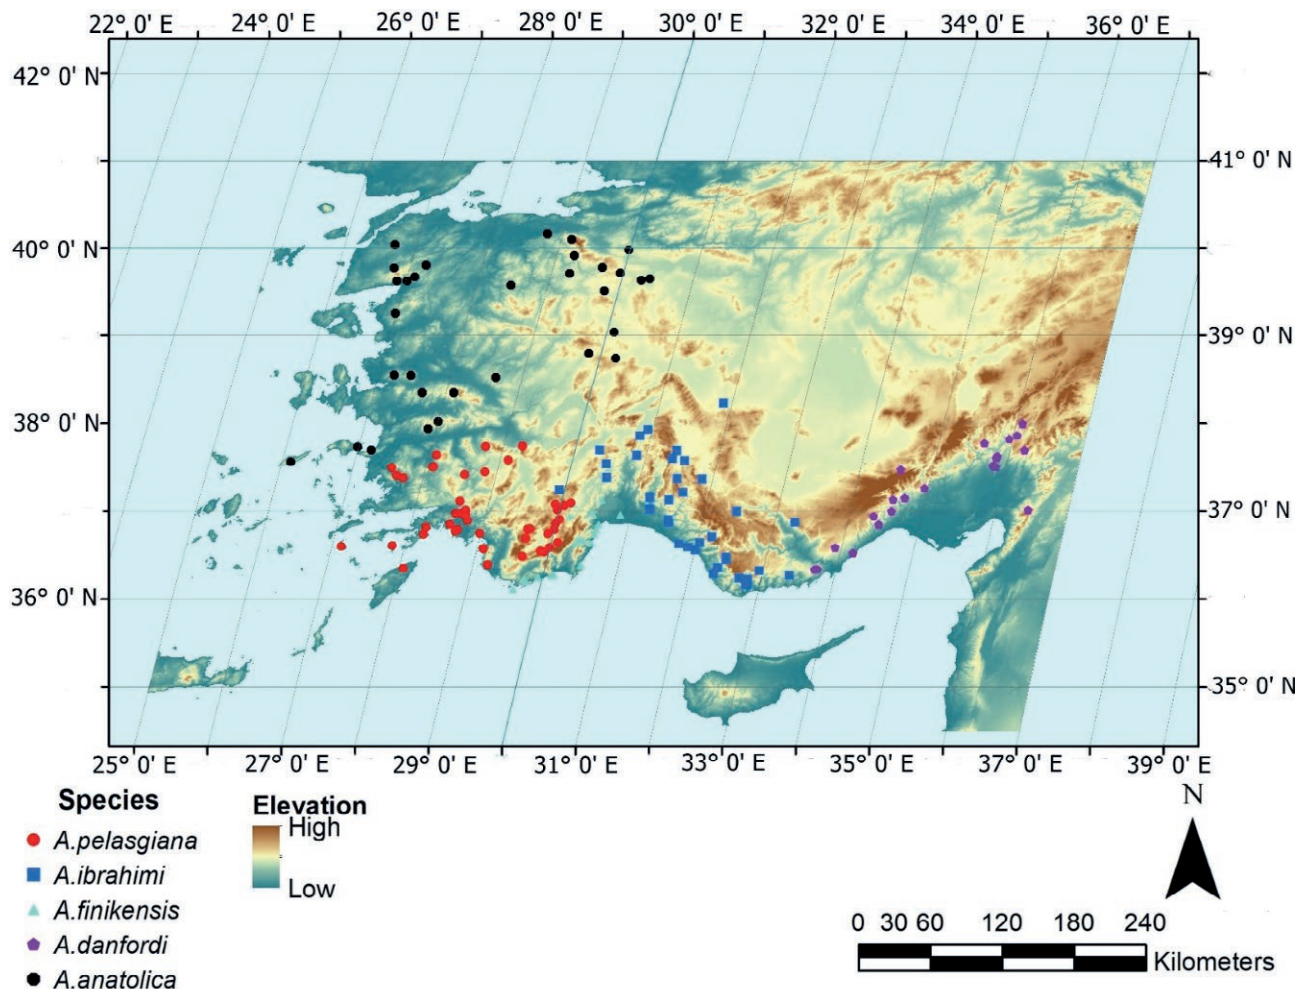 22° 0' E 24° 0' E 26° 0' E 28° 0' E 30° 0' E 32° 0' E 34° 0' E 36° 0' E
42° 0' N
41° 0' N
40° 0' N
39° 0' N
38° 0' N
37° 0' N
36° 0' N
35° 0' N
25° 0' E 27° 0' E 29° 0' E 31° 0' E 33° 0' E 35° 0' E 37° 0' E 39° 0' E
Species
A.pelasgiana
A.ibrahimi
A.finikensis
A.danfordi
A.anatolica
Elevation
High
Low
N
0 30 60 120 180 240
Kilometers